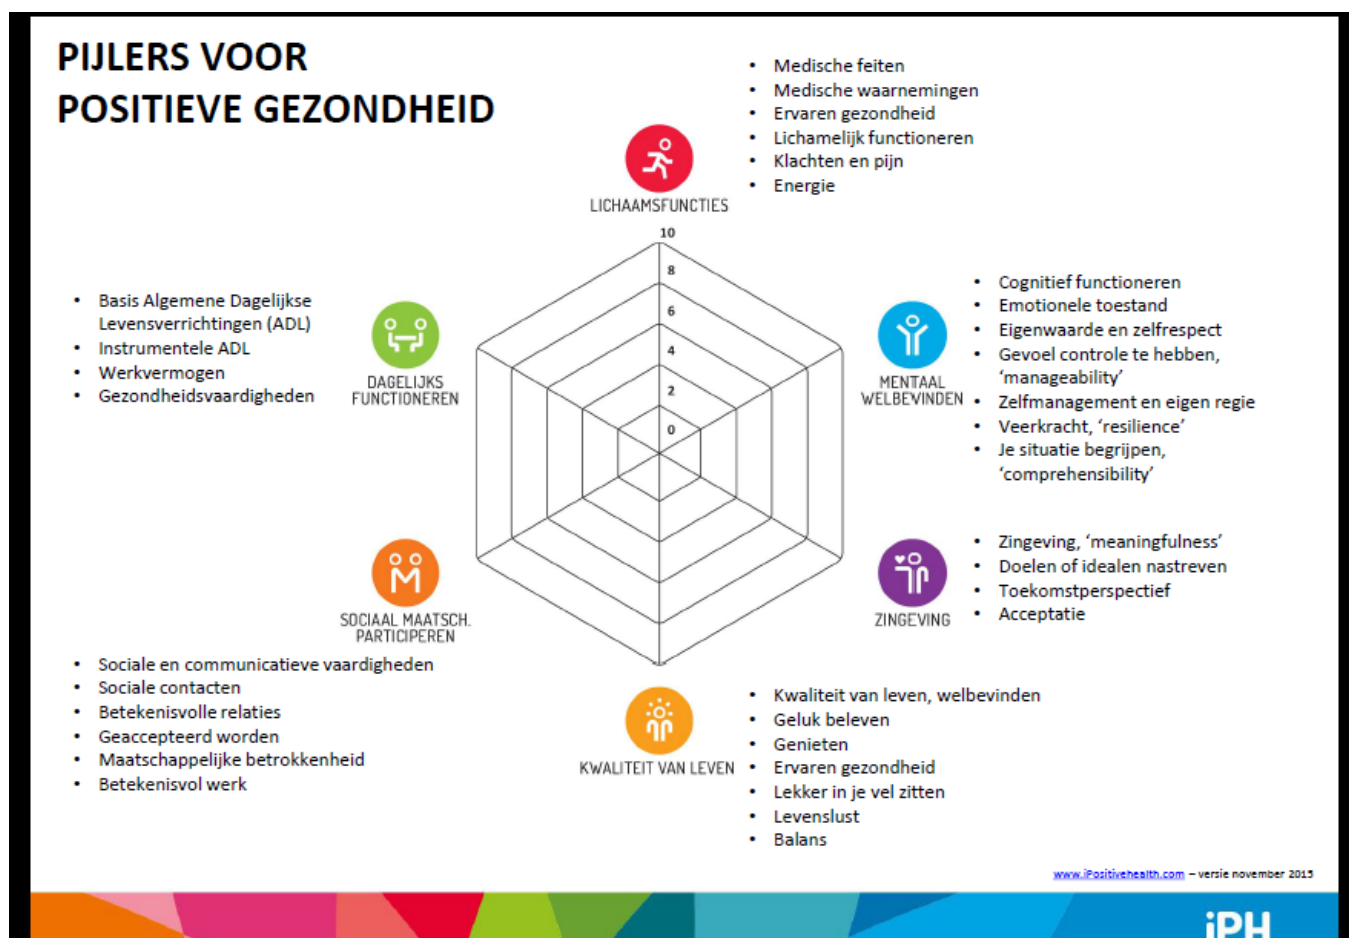 PIJLERS VOOR
POSITIEVE GEZONDHEID
• Medische feiten
• Medische waarnemingen
• Ervaren gezondheid
• Lichamelijk functioneren
• Klachten en pijn
• Energie
LICHAAMSFUNCTIES
10
8
6
4
2
0
• Cognitief functioneren
• Emotionele toestand
• Eigenwaarde en zelfrespect
• Gevoel controle te hebben,
‘manageability’
• Zelfmanagement en eigen regie
• Veerkracht, ‘resilience’
• Je situatie begrijpen,
‘comprehensibility’
MENTAAL
WELBEVINDEN
• Basis Algemene Dagelijkse
Levensverrichtingen (ADL)
• Instrumentele ADL
• Werkvermogen
• Gezondheidsvaardigheden
DAGELIJKS
FUNCTIONEREN
• Zingeving, ‘meaningfulness’
• Doelen of idealen nastreven
• Toekomstperspectief
• Acceptatie
ZINGEVING
SOCIAAL MAATSCH.
PARTICIPEREN
• Sociale en communicatieve vaardigheden
• Sociale contacten
• Betekenisvolle relaties
• Geaccepteerd worden
• Maatschappelijke betrokkenheid
• Betekenisvol werk
KWALITEIT VAN LEVEN
• Kwaliteit van leven, welbevinden
• Geluk beleven
• Genieten
• Ervaren gezondheid
• Lekker in je vel zitten
• Levenslust
• Balans
www.iPositivehealth.com – versie november 2015
iPH